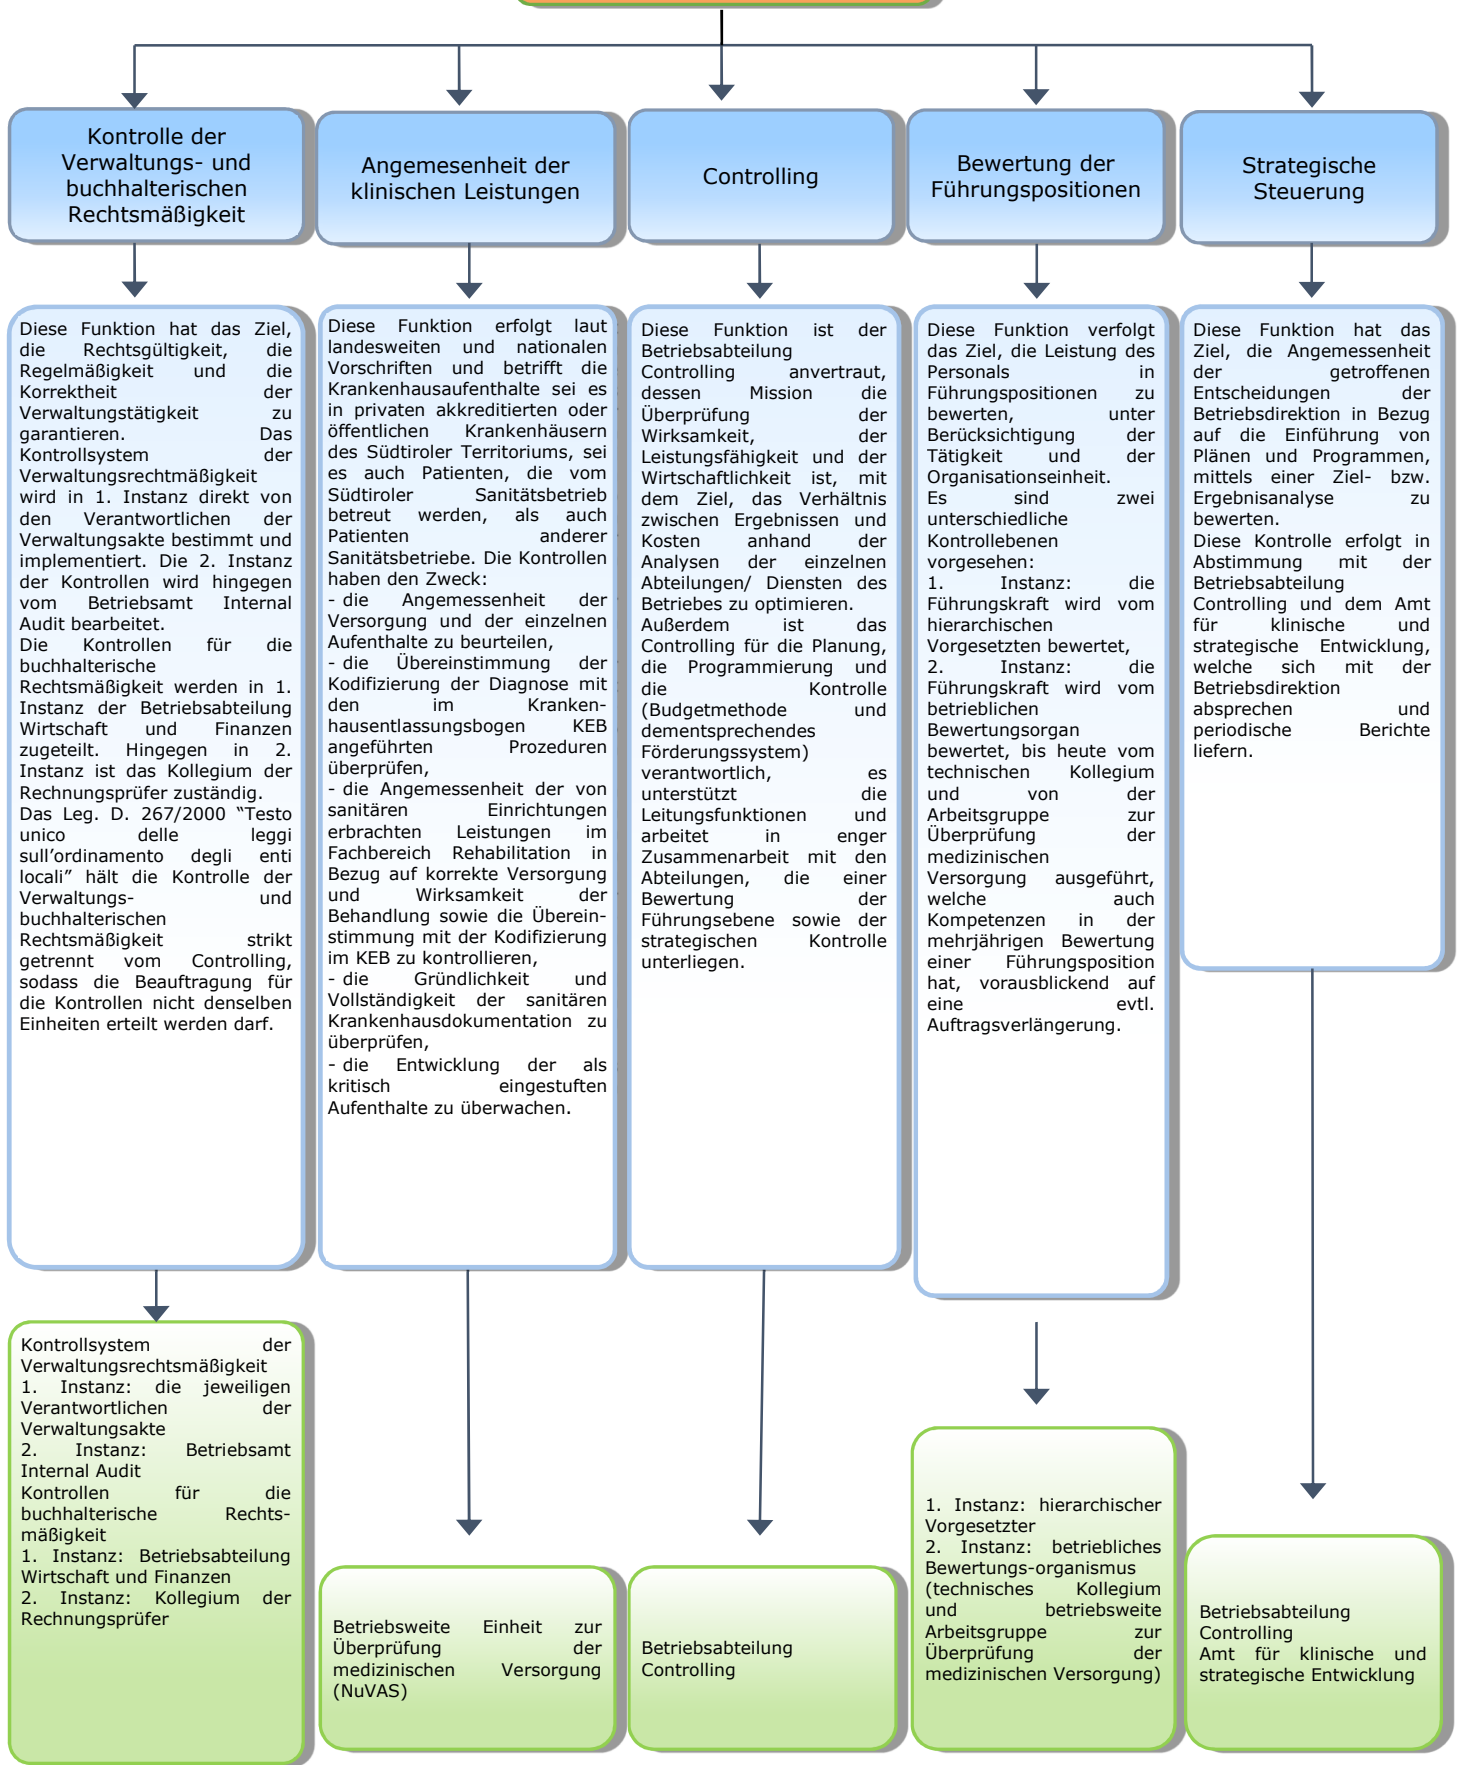 Kontrolle der
Verwaltungs- und
buchhalterischen
Rechtsmäßigkeit
Angemesenheit der
klinischen Leistungen
Controlling
Bewertung der
Führungspositionen
Strategische
Steuerung
Diese Funktion hat das Ziel,
die Rechtsgültigkeit, die
Regelmäßigkeit und die
Korrektheit der
Verwaltungstätigkeit zu
garantieren. Das
Kontrollsystem der
Verwaltungsrechtmäßigkeit
wird in 1. Instanz direkt von
den Verantwortlichen der
Verwaltungsakte bestimmt und
implementiert. Die 2. Instanz
der Kontrollen wird hingegen
vom Betriebsamt Internal
Audit bearbeitet.
Die Kontrollen für die
buchhalterische
Rechtsmäßigkeit werden in 1.
Instanz der Betriebsabteilung
Wirtschaft und Finanzen
zugeteilt. Hingegen in 2.
Instanz ist das Kollegium der
Rechnungsprüfer zuständig.
Das Leg. D. 267/2000 “Testo
unico delle leggi
sull’ordinamento degli enti
locali” hält die Kontrolle der
Verwaltungs- und
buchhalterischen
Rechtsmäßigkeit strikt
getrennt vom Controlling,
sodass die Beauftragung für
die Kontrollen nicht denselben
Einheiten erteilt werden darf.
Diese Funktion erfolgt laut
landesweiten und nationalen
Vorschriften und betrifft die
Krankenhausaufenthalte sei es
in privaten akkreditierten oder
öffentlichen Krankenhäusern
des Südtiroler Territoriums, sei
es auch Patienten, die vom
Südtiroler Sanitätsbetrieb
betreut werden, als auch
Patienten anderer
Sanitätsbetriebe. Die Kontrollen
haben den Zweck:
- die Angemessenheit der
Versorgung und der einzelnen
Aufenthalte zu beurteilen,
- die Übereinstimmung der
Kodifizierung der Diagnose mit
den im Kranken-
hausentlassungsbogen KEB
angeführten Prozeduren
überprüfen,
- die Angemessenheit der von
sanitären Einrichtungen
erbrachten Leistungen im
Fachbereich Rehabilitation in
Bezug auf korrekte Versorgung
und Wirksamkeit der
Behandlung sowie die Überein-
stimmung mit der Kodifizierung
im KEB zu kontrollieren,
- die Gründlichkeit und
Vollständigkeit der sanitären
Krankenhausdokumentation zu
überprüfen,
- die Entwicklung der als
kritisch eingestuften
Aufenthalte zu überwachen.
Diese Funktion ist der
Betriebsabteilung
Controlling anvertraut,
dessen Mission die
Überprüfung der
Wirksamkeit, der
Leistungsfähigkeit und der
Wirtschaftlichkeit ist, mit
dem Ziel, das Verhältnis
zwischen Ergebnissen und
Kosten anhand der
Analysen der einzelnen
Abteilungen/ Diensten des
Betriebes zu optimieren.
Außerdem ist das
Controlling für die Planung,
die Programmierung und
die Kontrolle
(Budgetmethode und
dementsprechendes
Förderungssystem)
verantwortlich, es
unterstützt die
Leitungsfunktionen und
arbeitet in enger
Zusammenarbeit mit den
Abteilungen, die einer
Bewertung der
Führungsebene sowie der
strategischen Kontrolle
unterliegen.
Diese Funktion verfolgt
das Ziel, die Leistung des
Personals in
Führungspositionen zu
bewerten, unter
Berücksichtigung der
Tätigkeit und der
Organisationseinheit.
Es sind zwei
unterschiedliche
Kontrollebenen
vorgesehen:
1. Instanz: die
Führungskraft wird vom
hierarchischen
Vorgesetzten bewertet,
2. Instanz: die
Führungskraft wird vom
betrieblichen
Bewertungsorgan
bewertet, bis heute vom
technischen Kollegium
und von der
Arbeitsgruppe zur
Überprüfung der
medizinischen
Versorgung ausgeführt,
welche auch
Kompetenzen in der
mehrjährigen Bewertung
einer Führungsposition
hat, vorausblickend auf
eine evtl.
Auftragsverlängerung.
Diese Funktion hat das
Ziel, die Angemessenheit
der getroffenen
Entscheidungen der
Betriebsdirektion in Bezug
auf die Einführung von
Plänen und Programmen,
mittels einer Ziel- bzw.
Ergebnisanalyse zu
bewerten.
Diese Kontrolle erfolgt in
Abstimmung mit der
Betriebsabteilung
Controlling und dem Amt
für klinische und
strategische Entwicklung,
welche sich mit der
Betriebsdirektion
absprechen und
periodische Berichte
liefern.
Kontrollsystem der
Verwaltungsrechtsmäßigkeit
1. Instanz: die jeweiligen
Verantwortlichen der
Verwaltungsakte
2. Instanz: Betriebsamt
Internal Audit
Kontrollen für die
buchhalterische Rechts-
mäßigkeit
1. Instanz: Betriebsabteilung
Wirtschaft und Finanzen
2. Instanz: Kollegium der
Rechnungsprüfer
Betriebsweite Einheit zur
Überprüfung der
medizinischen Versorgung
(NuVAS)
Betriebsabteilung
Controlling
1. Instanz: hierarchischer
Vorgesetzter
2. Instanz: betriebliches
Bewertungs-organismus
(technisches Kollegium
und betriebsweite
Arbeitsgruppe zur
Überprüfung der
medizinischen Versorgung)
Betriebsabteilung
Controlling
Amt für klinische und
strategische Entwicklung